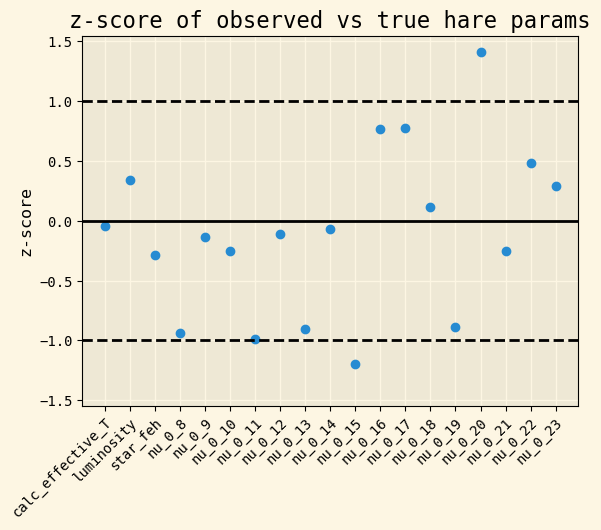 z-score of observed vs true hare params
z-score
1.5
1.0
0.5
0.0
−0.5
−1.0
−1.5
calc_effective_T
luminosity
star_feh
nu_0_8
nu_0_9
nu_0_10
nu_0_11
nu_0_12
nu_0_13
nu_0_14
nu_0_15
nu_0_16
nu_0_17
nu_0_18
nu_0_19
nu_0_20
nu_0_21
nu_0_22
nu_0_23